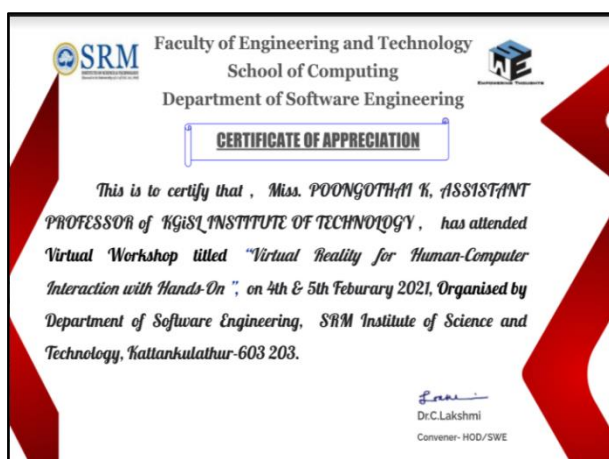 SRM
Faculty of Engineering and Technology
School of Computing
Department of Software Engineering
SWE
EMPOWERING THOUGHTS
CERTIFICATE OF APPRECIATION
This is to certify that , Miss. POONGOTHAI K, ASSISTANT
PROFESSOR of KGiSL INSTITUTE OF TECHNOLOGY , has attended
Virtual Workshop titled “Virtual Reality for Human-Computer
Interaction with Hands-On ”, on 4th & 5th Feburary 2021, Organised by
Department of Software Engineering, SRM Institute of Science and
Technology, Kattankulathur-603 203.
Dr.C.Lakshmi
Convener- HOD/SWE